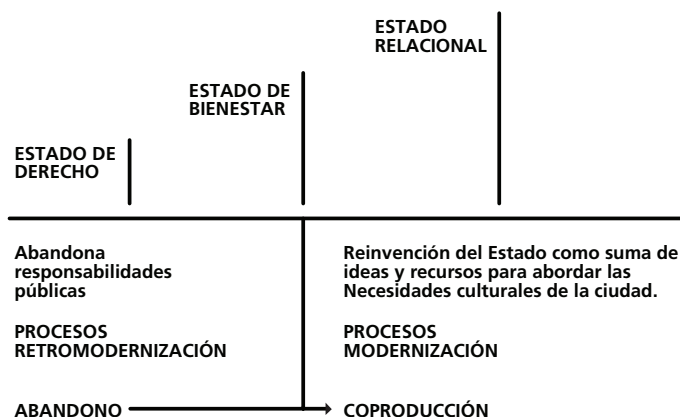 ESTADO
RELACIONAL
ESTADO DE
BIENESTAR
ESTADO DE
DERECHO
Abandona
responsabilidades
públicas
Reinvención del Estado como suma de
ideas y recursos para abordar las
Necesidades culturales de la ciudad.
PROCESOS
RETROMODERNIZACIÓN
PROCESOS
MODERNIZACIÓN
ABANDONO
COPRODUCCIÓN